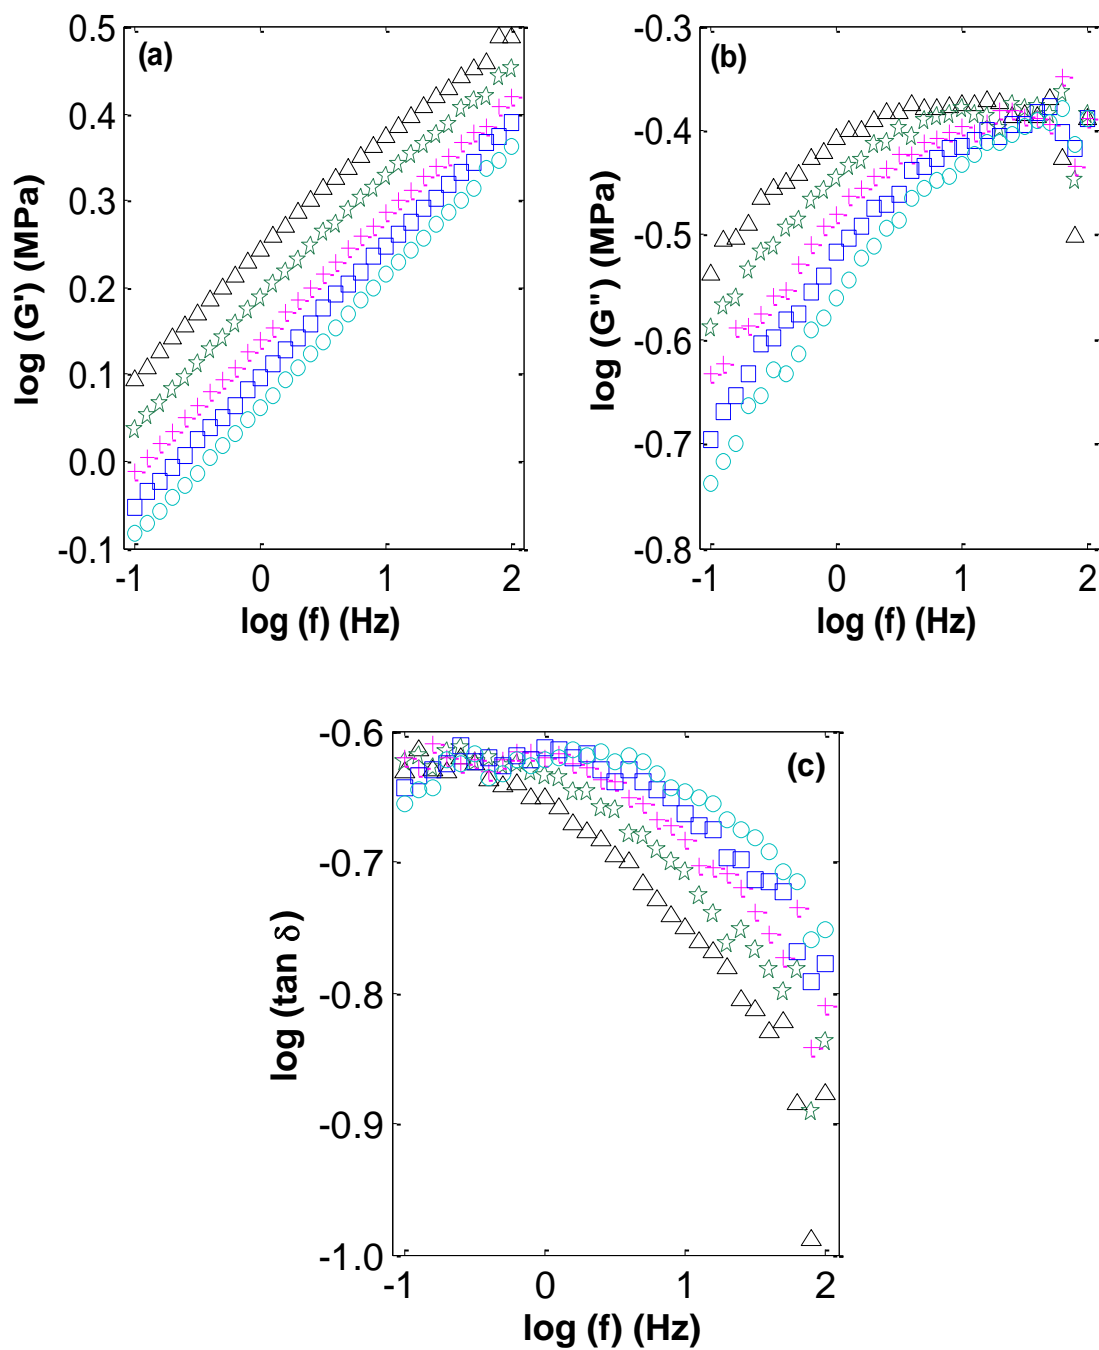 (a)
0.5
0.4
0.3
0.2
0.1
0.0
-0.1
log (G') (MPa)
-1 0 1 2
log (f) (Hz)
(b)
-0.3
-0.4
-0.5
-0.6
-0.7
-0.8
log (G") (MPa)
-1 0 1 2
log (f) (Hz)
(c)
-0.6
-0.7
-0.8
-0.9
-1.0
log (tan δ)
-1 0 1 2
log (f) (Hz)